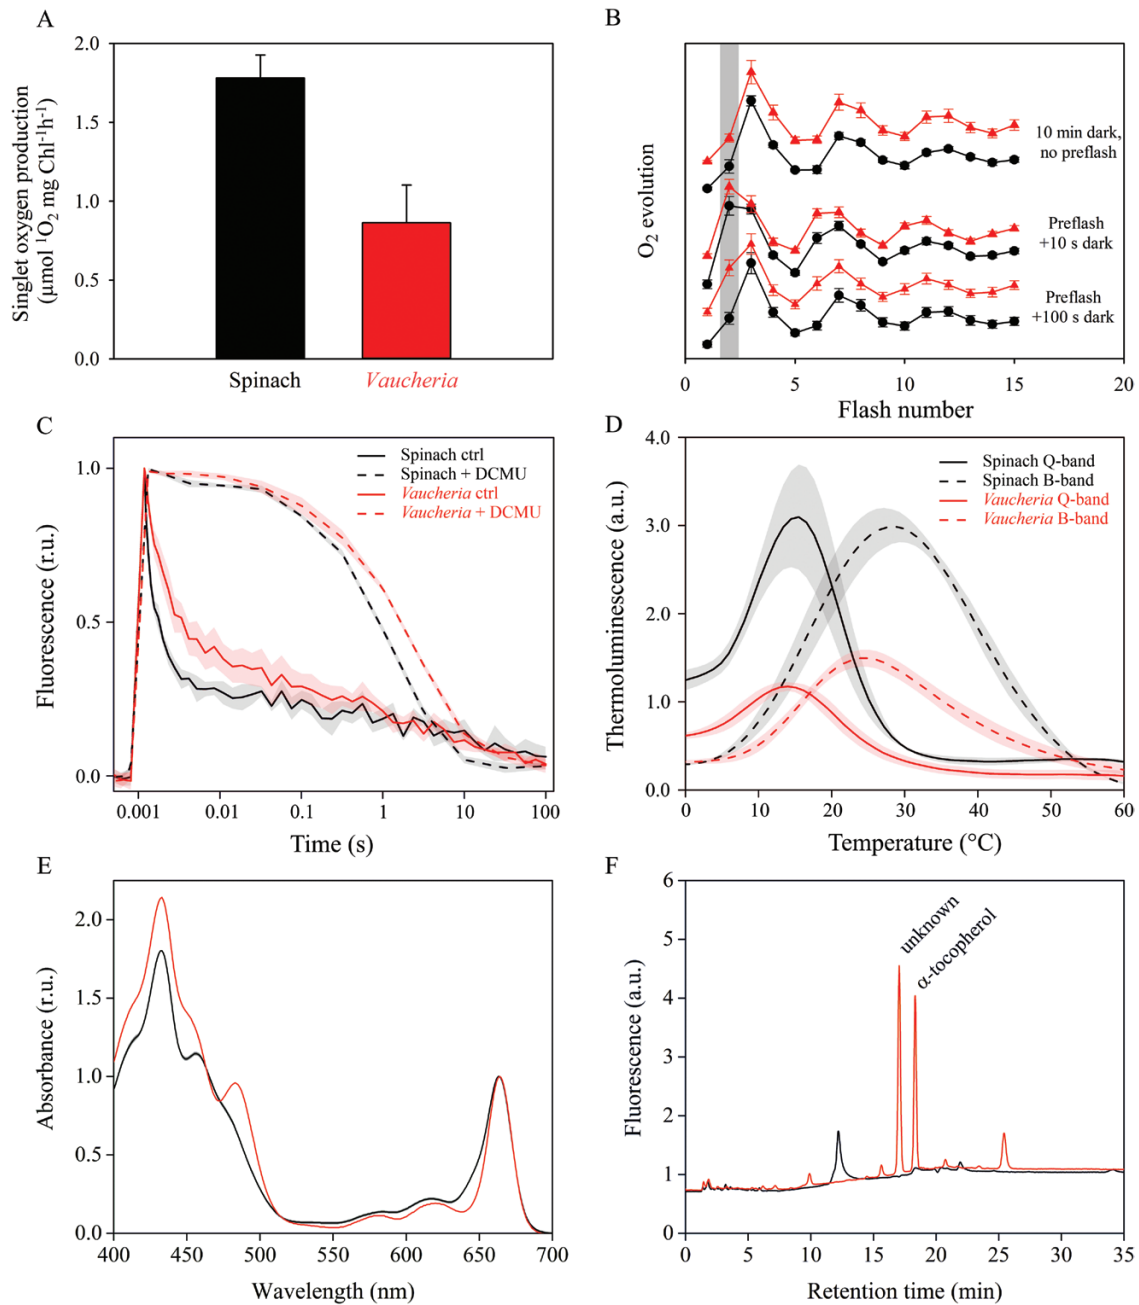 A
Singlet oxygen production
(µmol ¹O₂ mg Chl⁻¹h⁻¹)
2.0
1.5
1.0
0.5
0.0
Spinach
Vaucheria
B
O₂ evolution
10 min dark,
no preflash
Preflash
+10 s dark
Preflash
+100 s dark
0
5
10
15
20
Flash number
C
Fluorescence (r.u.)
1.0
0.5
0.0
Spinach ctrl
Spinach + DCMU
Vaucheria ctrl
Vaucheria + DCMU
0.001
0.01
0.1
1
10
100
Time (s)
D
Thermoluminescence (a.u.)
4.0
3.0
2.0
1.0
0.0
Spinach Q-band
Spinach B-band
Vaucheria Q-band
Vaucheria B-band
0
10
20
30
40
50
60
Temperature (°C)
E
Absorbance (r.u.)
2.0
1.5
1.0
0.5
0.0
400
450
500
550
600
650
700
Wavelength (nm)
F
Fluorescence (a.u.)
6
5
4
3
2
1
0
unknown
α-tocopherol
0
5
10
15
20
25
30
35
Retention time (min)